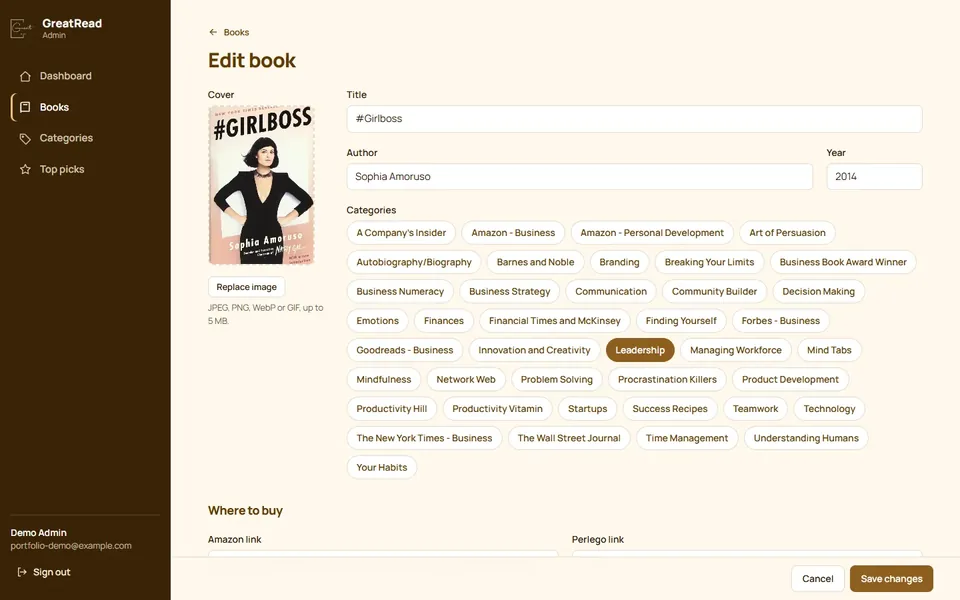 GreatRead
Admin
Dashboard
Books
Categories
Top picks
Demo Admin
portfolio-demo@example.com
Sign out
← Books
Edit book
Cover
#GIRLBOSS
Sophia Amoruso
Replace image
JPEG, PNG, WebP or GIF, up to
5 MB.
Title
#Girlboss
Author
Year
Sophia Amoruso
2014
Categories
A Company's Insider
Amazon - Business
Amazon - Personal Development
Art of Persuasion
Autobiography/Biography
Barnes and Noble
Branding
Breaking Your Limits
Business Book Award Winner
Business Numeracy
Business Strategy
Communication
Community Builder
Decision Making
Emotions
Finances
Financial Times and McKinsey
Finding Yourself
Forbes - Business
Goodreads - Business
Innovation and Creativity
Leadership
Managing Workforce
Mind Tabs
Mindfulness
Network Web
Problem Solving
Procrastination Killers
Product Development
Productivity Hill
Productivity Vitamin
Startups
Success Recipes
Teamwork
Technology
The New York Times - Business
The Wall Street Journal
Time Management
Understanding Humans
Your Habits
Where to buy
Amazon link
Perlego link
Cancel
Save changes